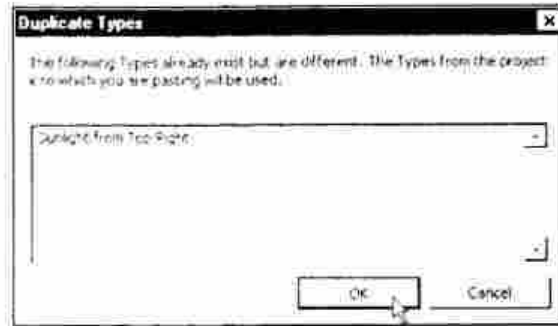 Duplicate Types
The following Types already exist but are different. The Types from the project
into which you are pasting will be used.
Sunlight from Top Right
OK
Cancel